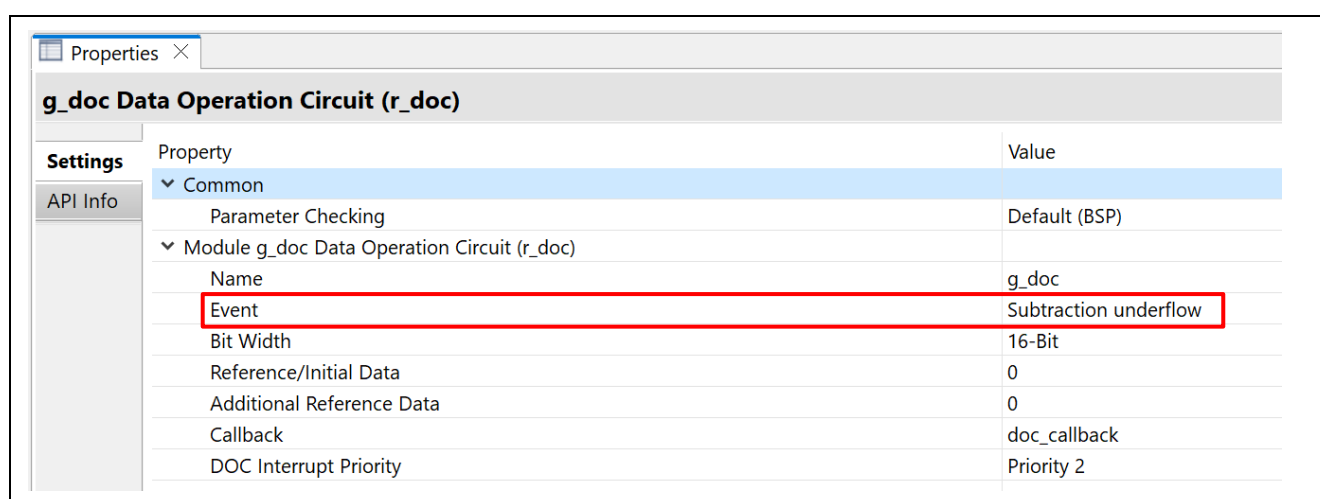 Properties
g_doc Data Operation Circuit (r_doc)
Settings
API Info
Property Value
Common
Parameter Checking Default (BSP)
Module g_doc Data Operation Circuit (r_doc)
Name g_doc
Event Subtraction underflow
Bit Width 16-Bit
Reference/Initial Data 0
Additional Reference Data 0
Callback doc_callback
DOC Interrupt Priority Priority 2